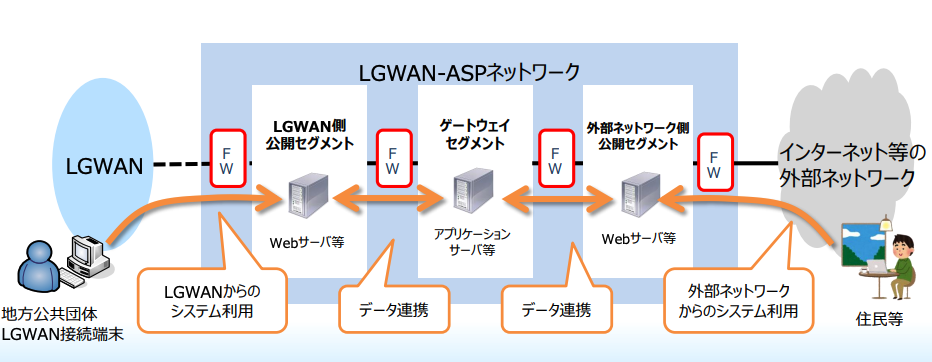 LGWAN-ASPネットワーク
LGWAN
FW
LGWAN側
公開セグメント
Webサーバ等
FW
ゲートウェイ
セグメント
アプリケーション
サーバ等
FW
外部ネットワーク側
公開セグメント
Webサーバ等
FW
インターネット等の
外部ネットワーク
地方公共団体
LGWAN接続端末
LGWANからの
システム利用
データ連携
データ連携
外部ネットワーク
からのシステム利用
住民等